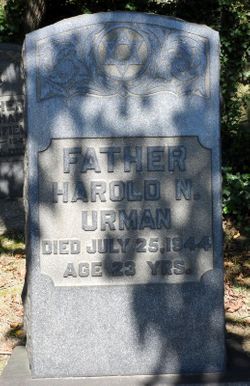 FATHER
HAROLD N.
URMAN
DIED JULY 25, 1944
AGE 23 YRS.